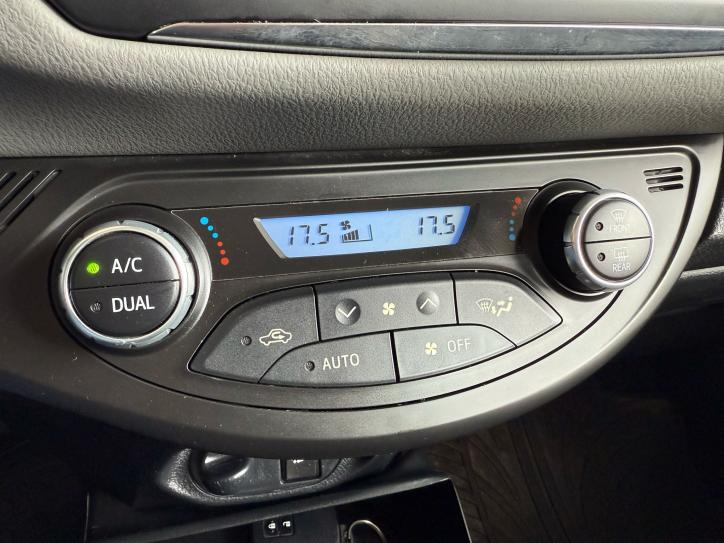 A/C
DUAL
17.5
17.5
FRONT
REAR
AUTO
OFF